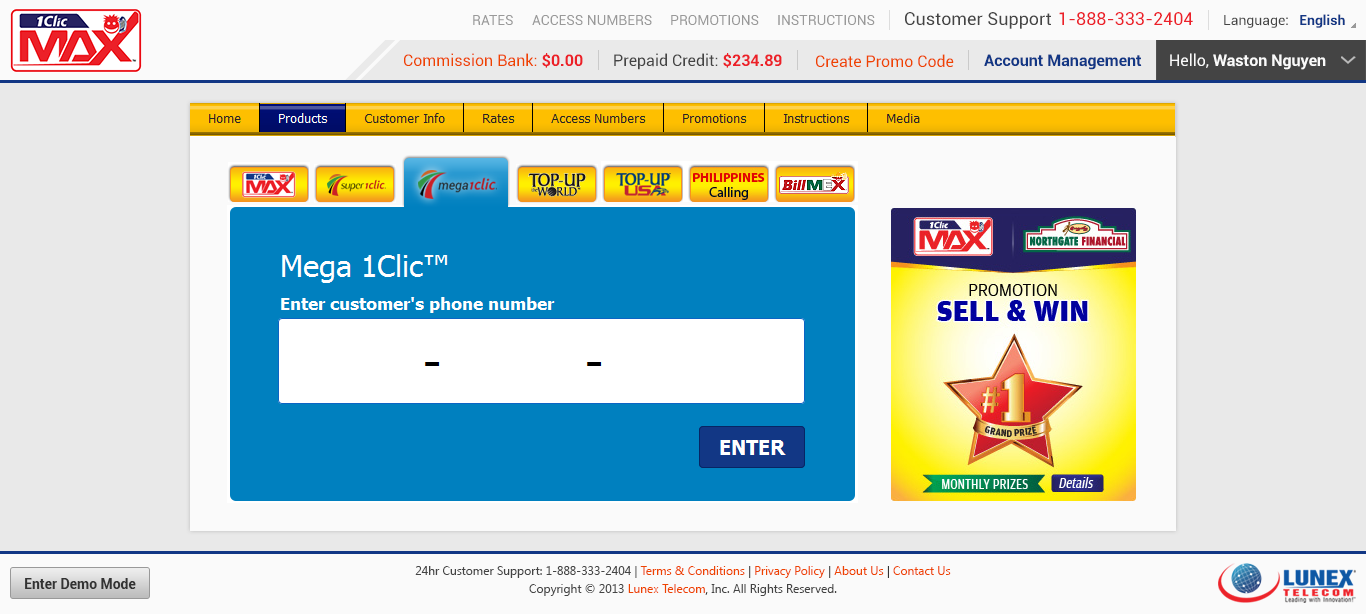 1Clic
MAX
RATES ACCESS NUMBERS PROMOTIONS INSTRUCTIONS Customer Support 1-888-333-2404 Language: English
Commission Bank: $0.00 Prepaid Credit: $234.89 Create Promo Code Account Management Hello, Waston Nguyen
Home Products Customer Info Rates Access Numbers Promotions Instructions Media
1Clic
MAX
super1clic.
mega1clic.
TOP-UP
the WORLD
TOP-UP
USA
PHILIPPINES
Calling
BillMax
Mega 1Clic™
Enter customer's phone number
- -
ENTER
1Clic
MAX
NORTHGATE FINANCIAL
PROMOTION
SELL & WIN
#1
GRAND PRIZE
MONTHLY PRIZES Details
Enter Demo Mode
24hr Customer Support: 1-888-333-2404 | Terms & Conditions | Privacy Policy | About Us | Contact Us
Copyright © 2013 Lunex Telecom, Inc. All Rights Reserved.
LUNEX
TELECOM
Leading with Innovation!